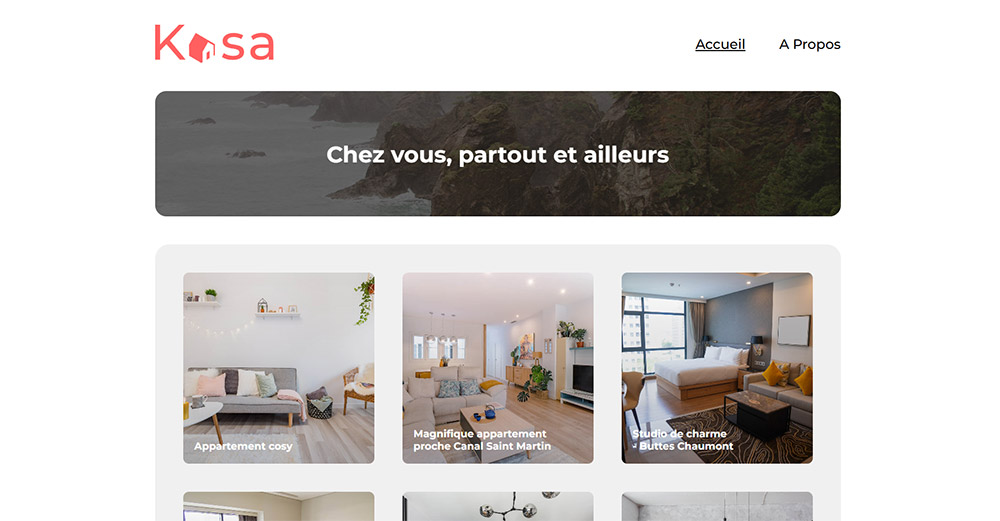 Kasa
Accueil
A Propos
Chez vous, partout et ailleurs
Appartement cosy
Magnifique appartement
proche Canal Saint Martin
Studio de charme
- Buttes Chaumont